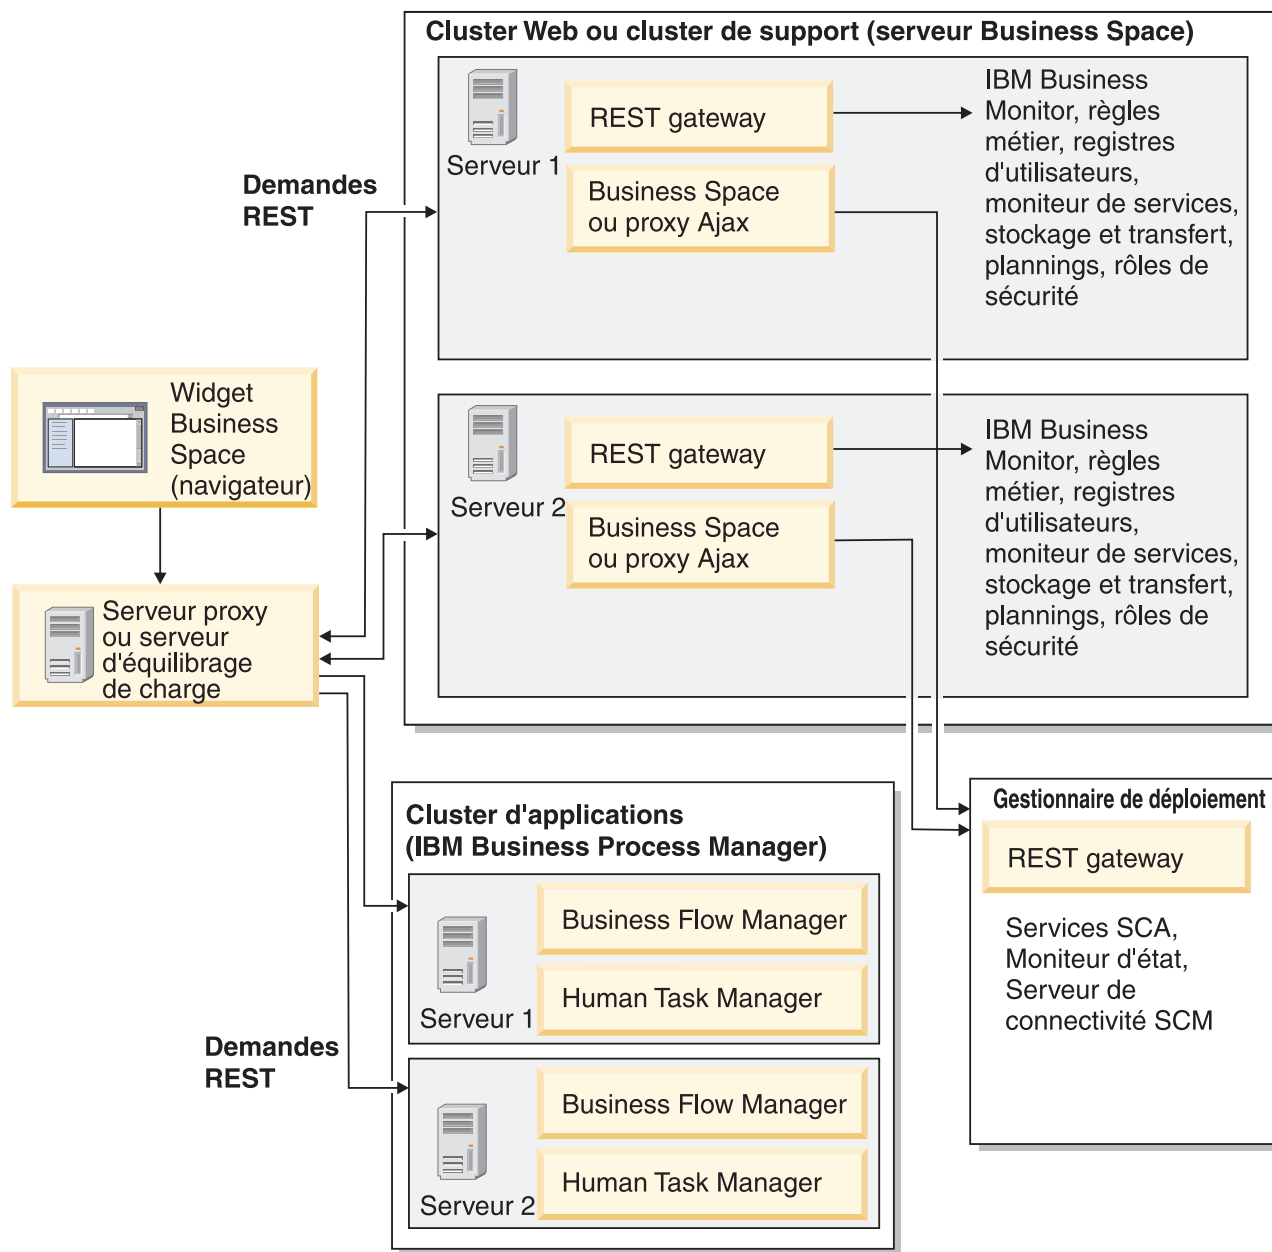 Cluster Web ou cluster de support (serveur Business Space)
Serveur 1
REST gateway
Business Space
ou proxy Ajax
IBM Business
Monitor, règles
métier, registres
d'utilisateurs,
moniteur de services,
stockage et transfert,
plannings, rôles de
sécurité
Demandes
REST
Widget
Business
Space
(navigateur)
Serveur 2
REST gateway
Business Space
ou proxy Ajax
IBM Business
Monitor, règles
métier, registres
d'utilisateurs,
moniteur de services,
stockage et transfert,
plannings, rôles de
sécurité
Serveur proxy
ou serveur
d'équilibrage
de charge
Cluster d'applications
(IBM Business Process Manager)
Serveur 1
Business Flow Manager
Human Task Manager
Demandes
REST
Serveur 2
Business Flow Manager
Human Task Manager
Gestionnaire de déploiement
REST gateway
Services SCA,
Moniteur d'état,
Serveur de
connectivité SCM